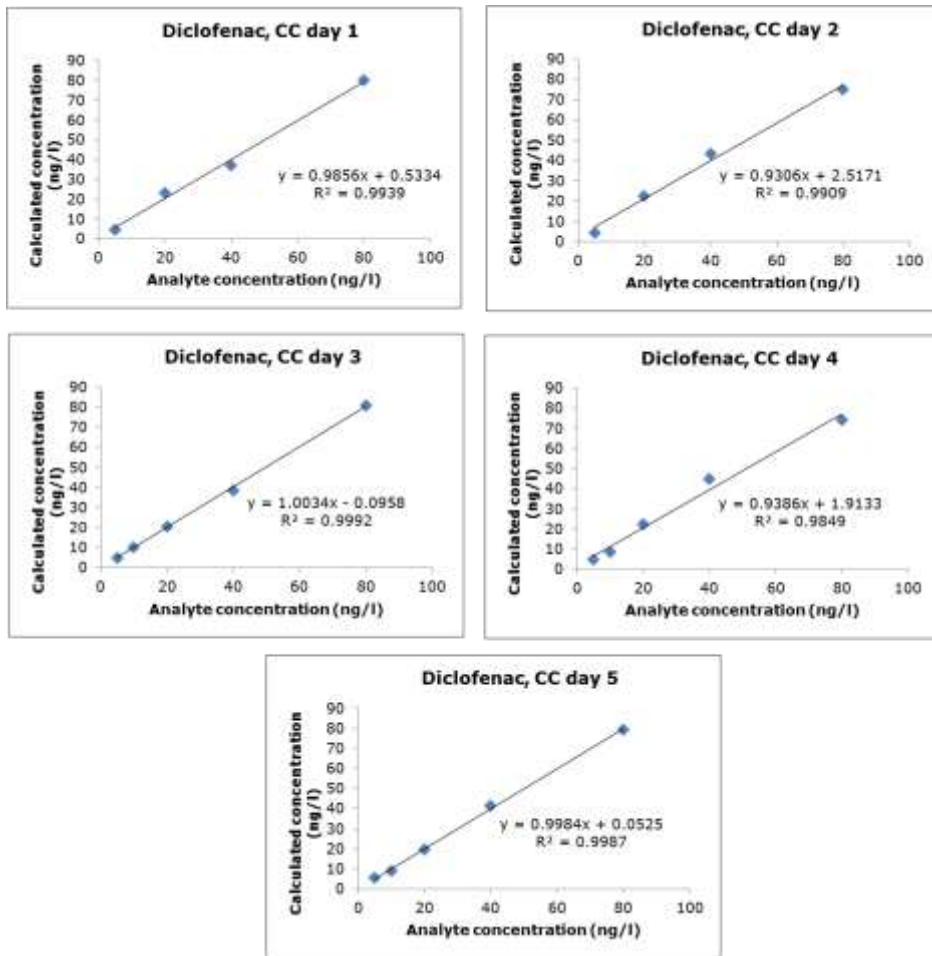 Diclofenac, CC day 1
Calculated concentration
(ng/l)
90
80
70
60
50
40
30
20
10
0
y = 0.9856x + 0.5334
R² = 0.9939
0 20 40 60 80 100
Analyte concentration (ng/l)
Diclofenac, CC day 2
Calculated concentration
(ng/l)
90
80
70
60
50
40
30
20
10
0
y = 0.9306x + 2.5171
R² = 0.9909
0 20 40 60 80 100
Analyte concentration (ng/l)
Diclofenac, CC day 3
Calculated concentration
(ng/l)
90
80
70
60
50
40
30
20
10
0
y = 1.0034x - 0.0958
R² = 0.9992
0 20 40 60 80 100
Analyte concentration (ng/l)
Diclofenac, CC day 4
Calculated concentration
(ng/l)
90
80
70
60
50
40
30
20
10
0
y = 0.9386x + 1.9133
R² = 0.9849
0 20 40 60 80 100
Analyte concentration (ng/l)
Diclofenac, CC day 5
Calculated concentration
(ng/l)
90
80
70
60
50
40
30
20
10
0
y = 0.9984x + 0.0525
R² = 0.9987
0 20 40 60 80 100
Analyte concentration (ng/l)